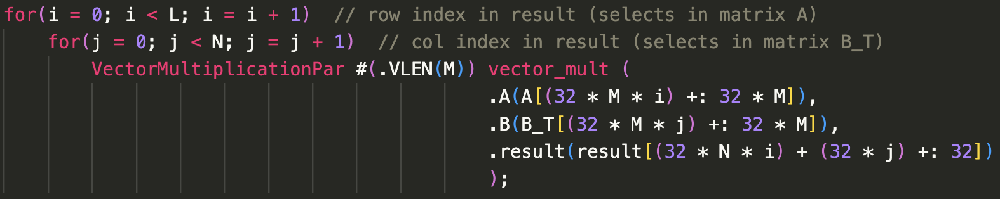 for(i = 0; i < L; i = i + 1)  // row index in result (selects in matrix A)
    for(j = 0; j < N; j = j + 1)  // col index in result (selects in matrix B_T)
        VectorMultiplicationPar #(.VLEN(M)) vector_mult (
                                            .A(A[(32 * M * i) +: 32 * M]),
                                            .B(B_T[(32 * M * j) +: 32 * M]),
                                            .result(result[(32 * N * i) + (32 * j) +: 32])
                                            );